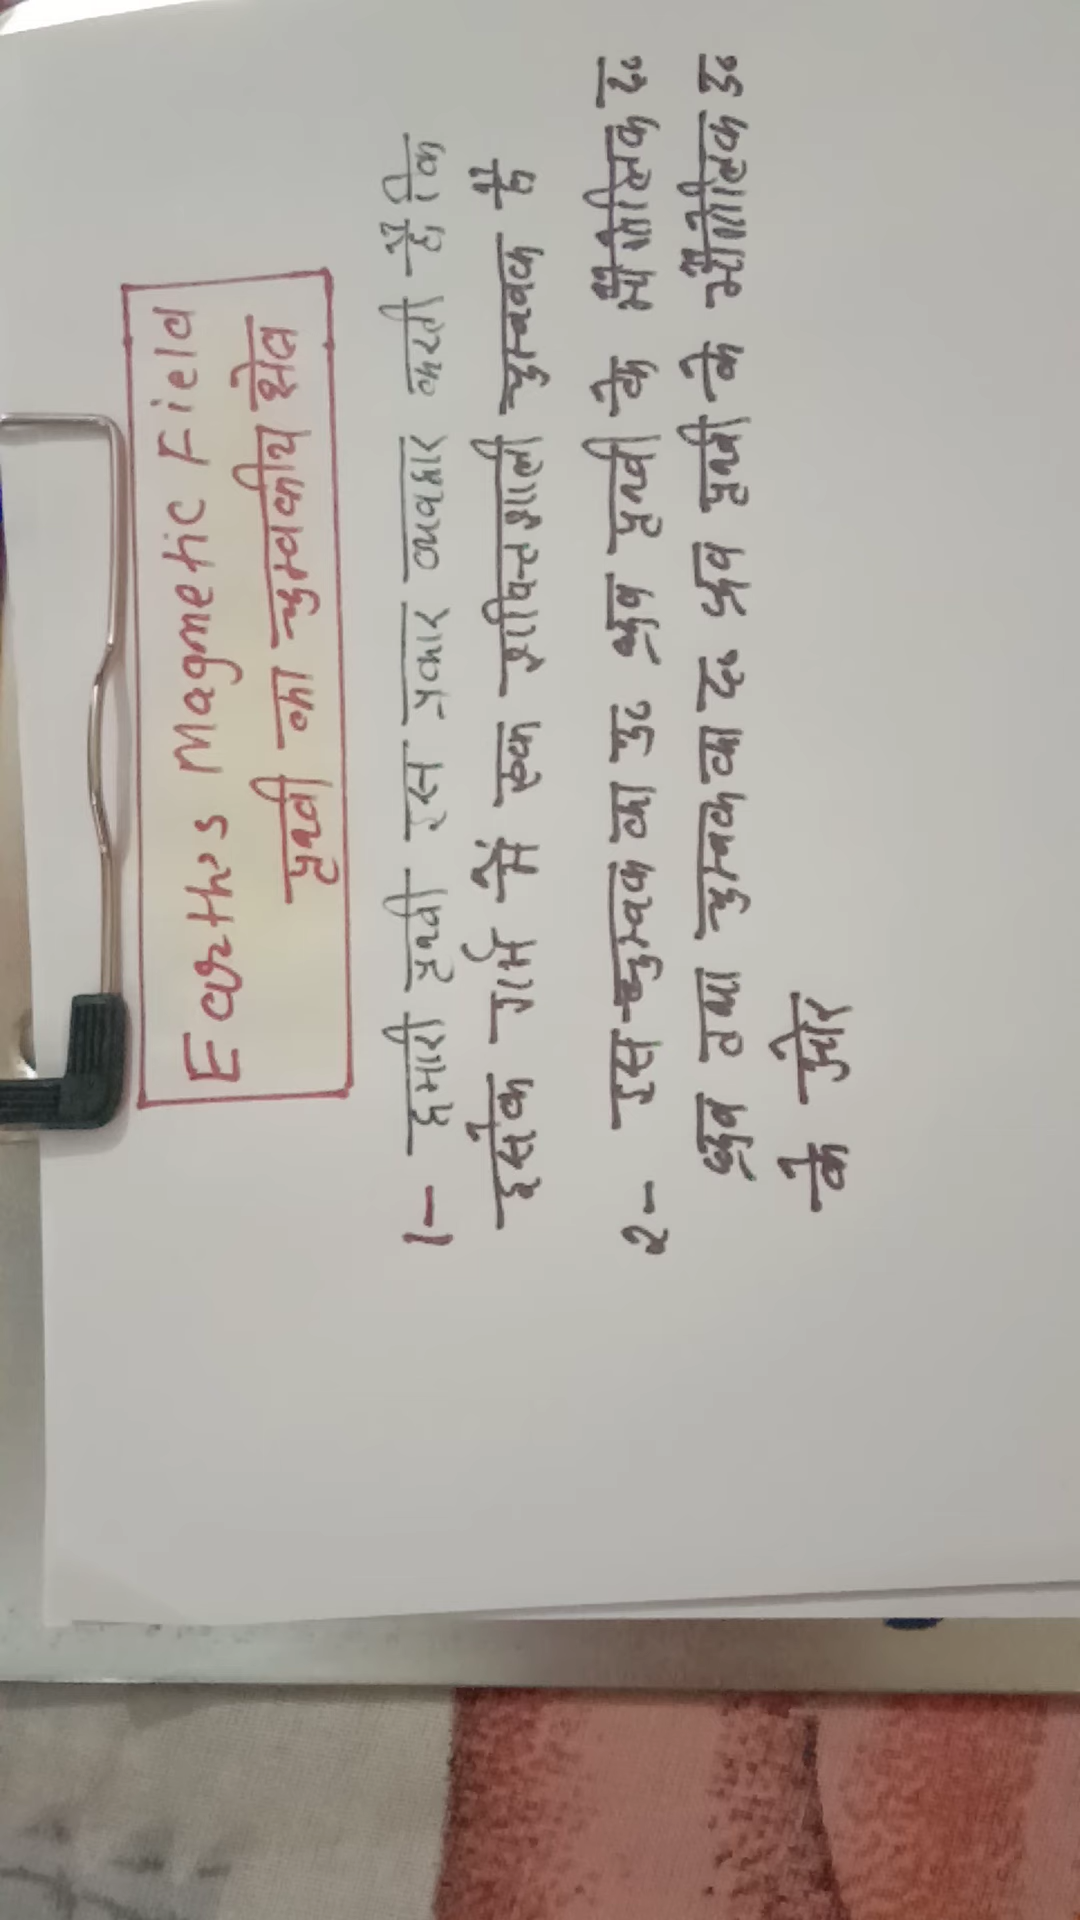 Earths Magnetic Field
पृथ्वी का चुम्बकीय क्षेत्र
1- हमारी पृथ्वी इस प्रकार व्यवहार करती है कि
इसके गर्भ में एक शक्तिशाली चुम्बक है
2- इस चुम्बक का उ० ध्रुव पृथ्वी के भौगोलिक द०
ध्रुव तथा चुम्बक का द० ध्रुव पृथ्वी के भौगोलिक उ०
के ओर